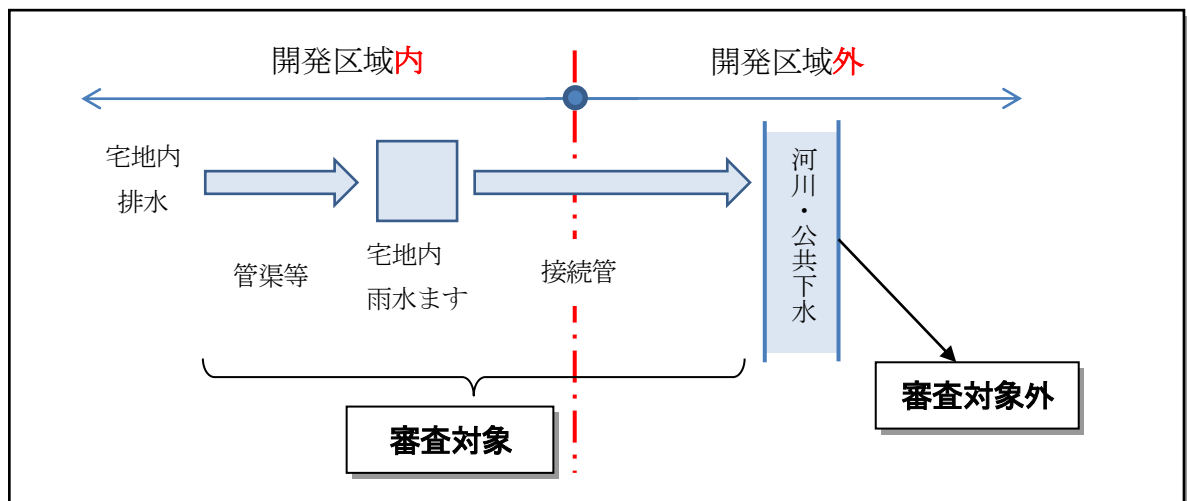 開発区域内
開発区域外
宅地内
排水
管渠等
宅地内
雨水ます
接続管
河川・公共下水
審査対象
審査対象外